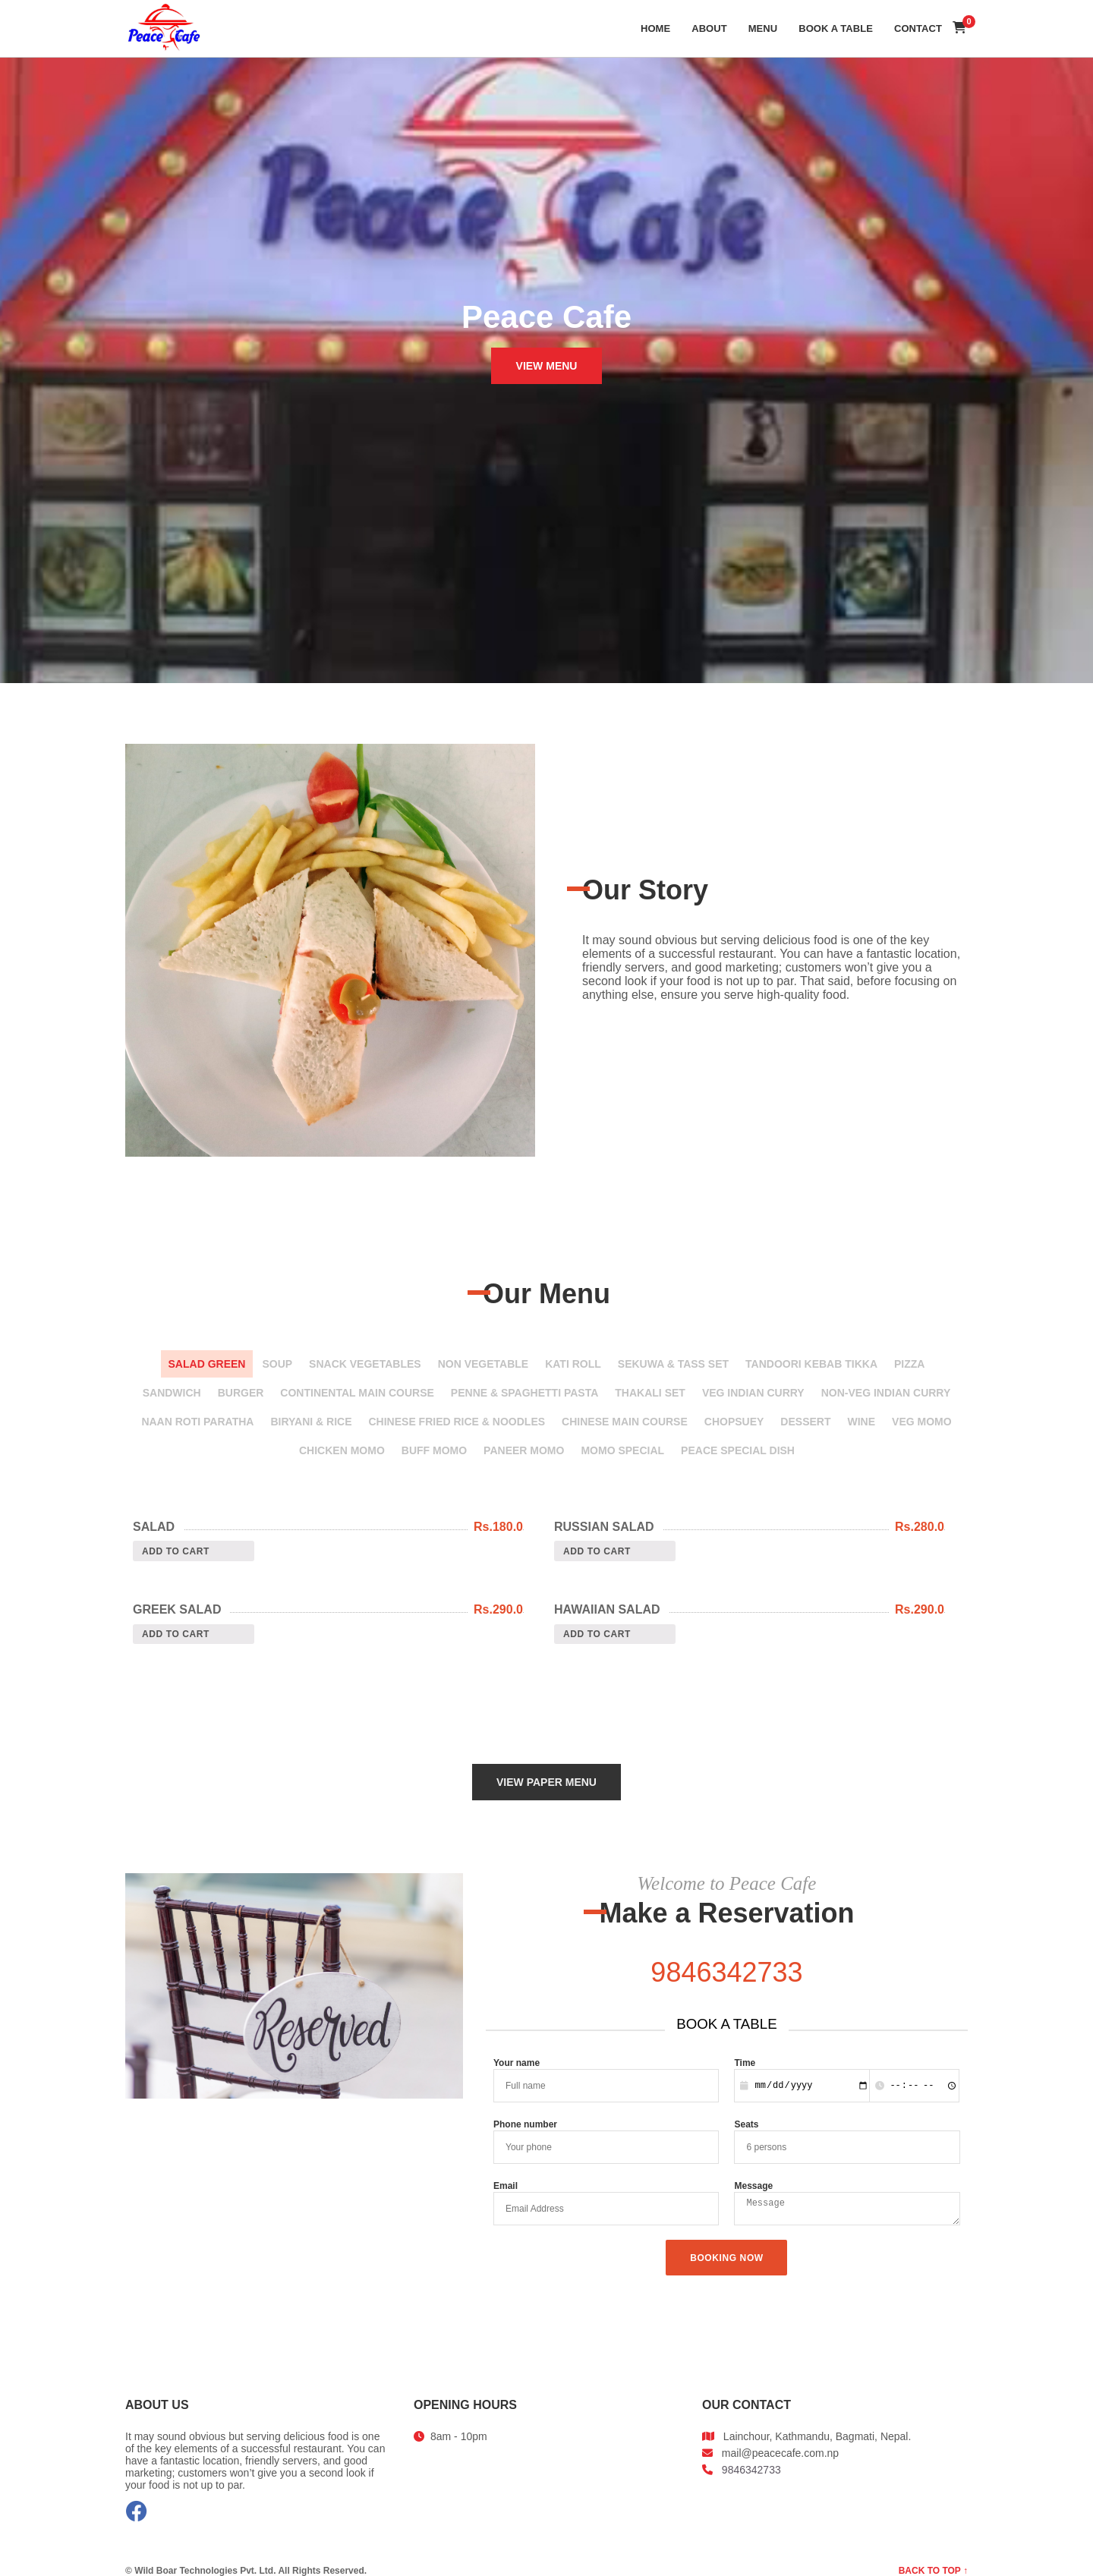 Peace Cafe
HOME ABOUT MENU BOOK A TABLE CONTACT 0
Peace Cafe
Peace Cafe
VIEW MENU
Our Story
It may sound obvious but serving delicious food is one of the key
elements of a successful restaurant. You can have a fantastic location,
friendly servers, and good marketing; customers won’t give you a
second look if your food is not up to par. That said, before focusing on
anything else, ensure you serve high-quality food.
Our Menu
SALAD GREEN SOUP SNACK VEGETABLES NON VEGETABLE KATI ROLL SEKUWA & TASS SET TANDOORI KEBAB TIKKA PIZZA
SANDWICH BURGER CONTINENTAL MAIN COURSE PENNE & SPAGHETTI PASTA THAKALI SET VEG INDIAN CURRY NON-VEG INDIAN CURRY
NAAN ROTI PARATHA BIRYANI & RICE CHINESE FRIED RICE & NOODLES CHINESE MAIN COURSE CHOPSUEY DESSERT WINE VEG MOMO
CHICKEN MOMO BUFF MOMO PANEER MOMO MOMO SPECIAL PEACE SPECIAL DISH
SALAD Rs.180.0
ADD TO CART
RUSSIAN SALAD Rs.280.0
ADD TO CART
GREEK SALAD Rs.290.0
ADD TO CART
HAWAIIAN SALAD Rs.290.0
ADD TO CART
VIEW PAPER MENU
Reserved
Welcome to Peace Cafe
Make a Reservation
9846342733
BOOK A TABLE
Your name
Full name
Time
mm/dd/yyyy --:-- --
Phone number
Your phone
Seats
6 persons
Email
Email Address
Message
Message
BOOKING NOW
ABOUT US
It may sound obvious but serving delicious food is one
of the key elements of a successful restaurant. You can
have a fantastic location, friendly servers, and good
marketing; customers won’t give you a second look if
your food is not up to par.
OPENING HOURS
8am - 10pm
OUR CONTACT
Lainchour, Kathmandu, Bagmati, Nepal.
mail@peacecafe.com.np
9846342733
© Wild Boar Technologies Pvt. Ltd. All Rights Reserved.
BACK TO TOP ↑